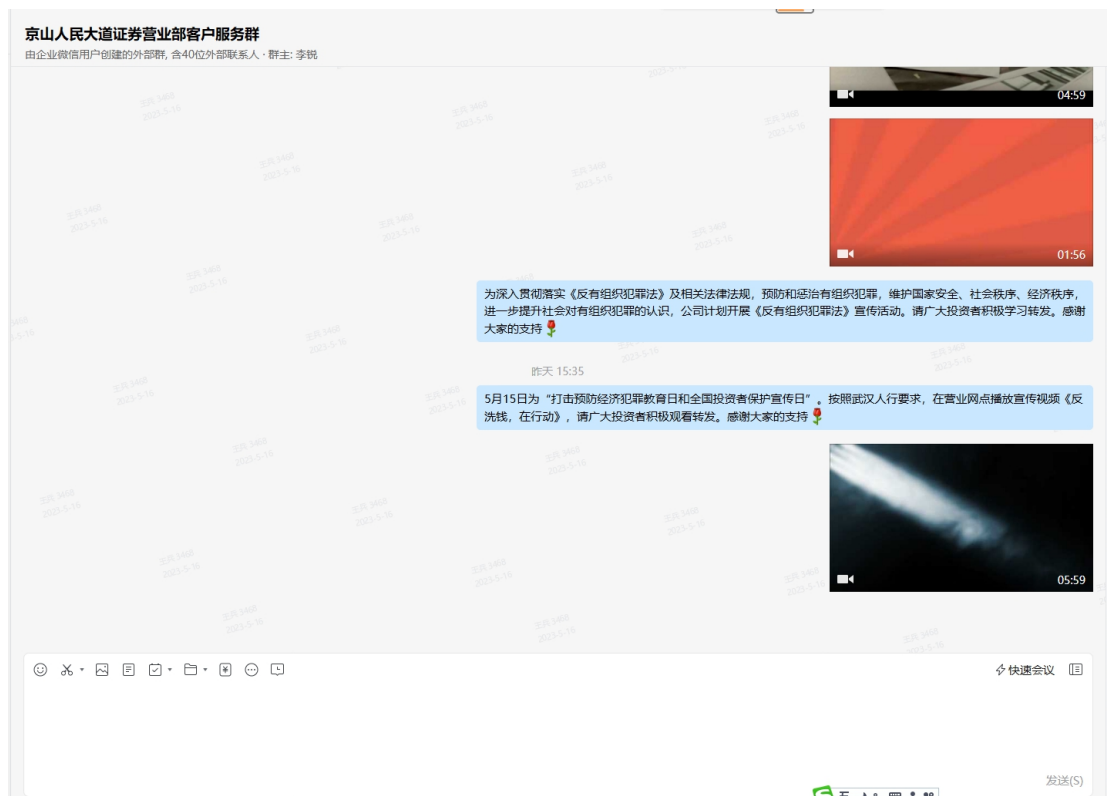 京山人民大道证券营业部客户服务群
由企业微信用户创建的外部群, 含40位外部联系人 · 群主: 李锐
04:59
01:56
为深入贯彻落实《反有组织犯罪法》及相关法律法规，预防和惩治有组织犯罪，维护国家安全、社会秩序、经济秩序，
进一步提升社会对有组织犯罪的认识，公司计划开展《反有组织犯罪法》宣传活动。请广大投资者积极学习转发。感谢
大家的支持
昨天 15:35
5月15日为“打击预防经济犯罪教育日和全国投资者保护宣传日”。按照武汉人行要求，在营业网点播放宣传视频《反
洗钱，在行动》，请广大投资者积极观看转发。感谢大家的支持
05:59
快速会议
发送(S)